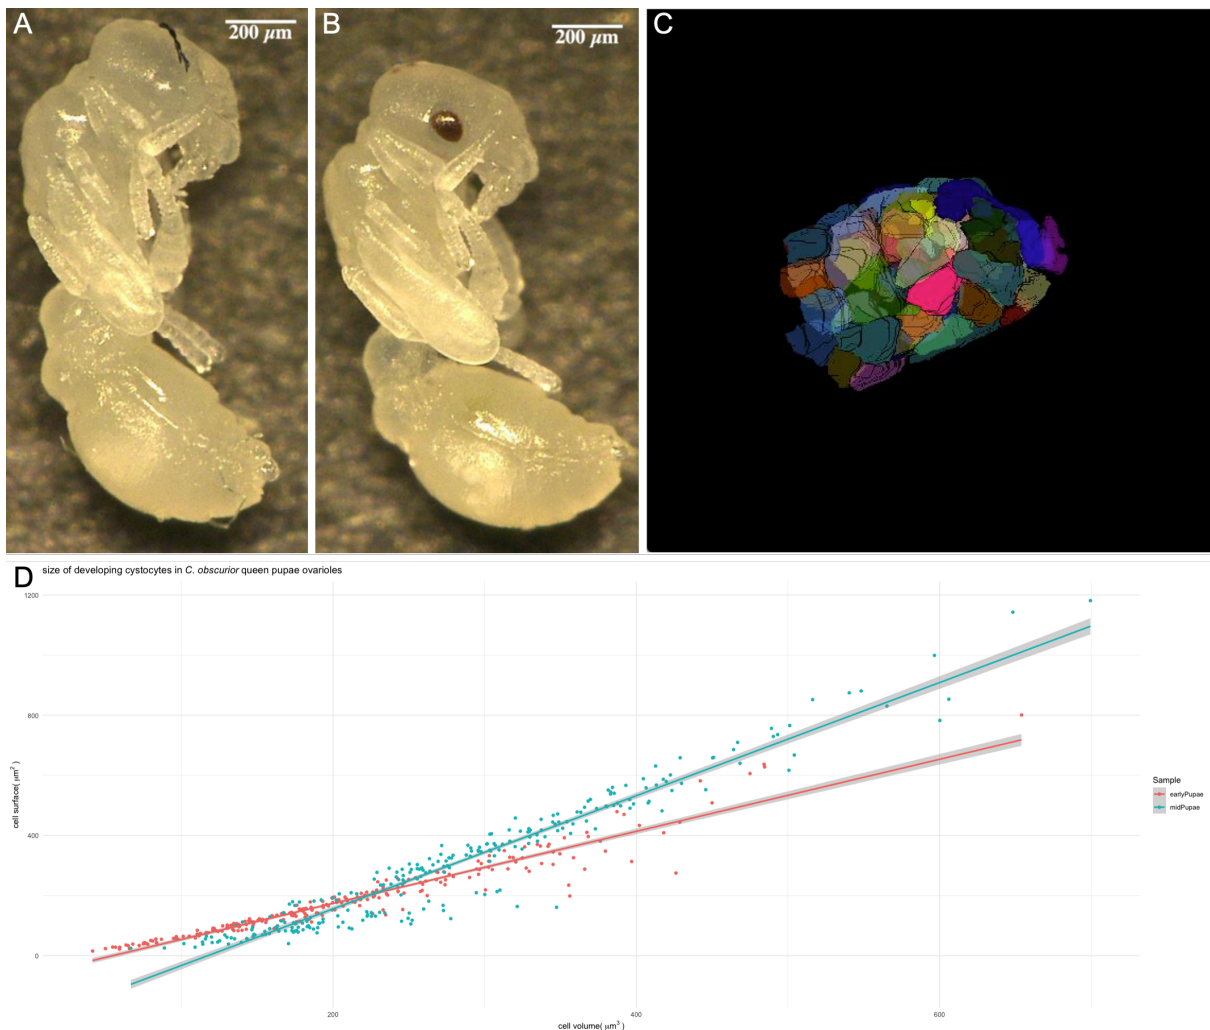 A
200 µm
B
200 µm
C
D
size of developing cystocytes in C. obscurior queen pupae ovarioles
1200
800
400
0
cell surface( µm² )
200
400
600
cell volume( µm³ )
Sample
earlyPupae
midPupae